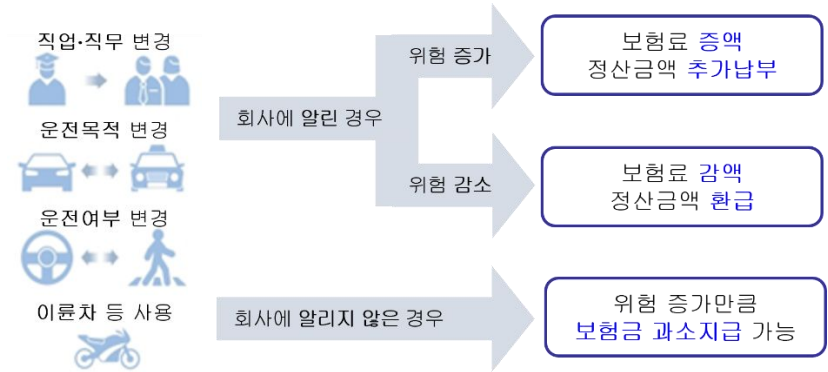 직업·직무 변경
운전목적 변경
운전여부 변경
이륜차 등 사용
회사에 알린 경우
위험 증가
보험료 증액
정산금액 추가납부
위험 감소
보험료 감액
정산금액 환급
회사에 알리지 않은 경우
위험 증가만큼
보험금 과소지급 가능